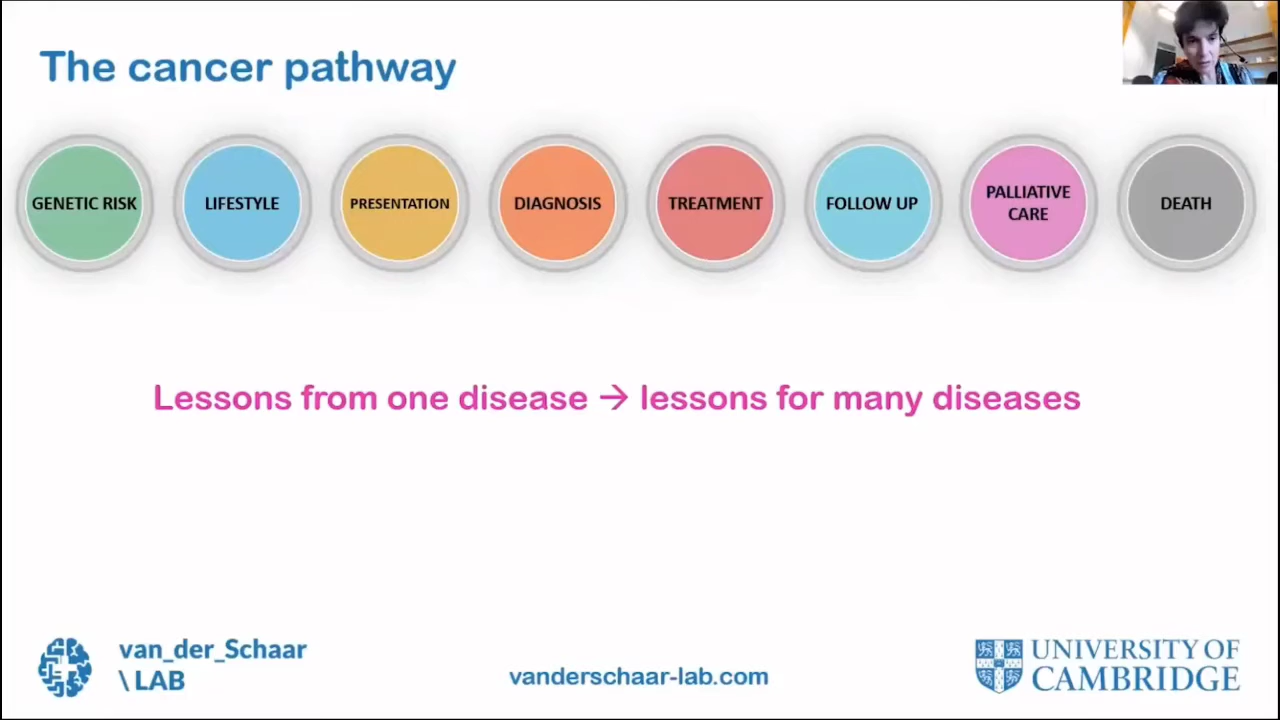 The cancer pathway
GENETIC RISK
LIFESTYLE
PRESENTATION
DIAGNOSIS
TREATMENT
FOLLOW UP
PALLIATIVE
CARE
DEATH
Lessons from one disease → lessons for many diseases
van_der_Schaar
\ LAB
vanderschaar-lab.com
UNIVERSITY OF
CAMBRIDGE